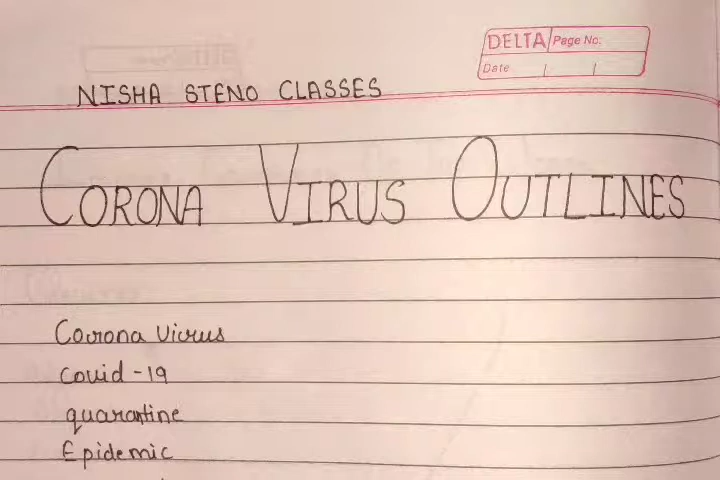 DELTA Page No:
Date
NISHA STENO CLASSES
CORONA VIRUS OUTLINES
Corona Virus
Covid-19
quarantine
Epidemic